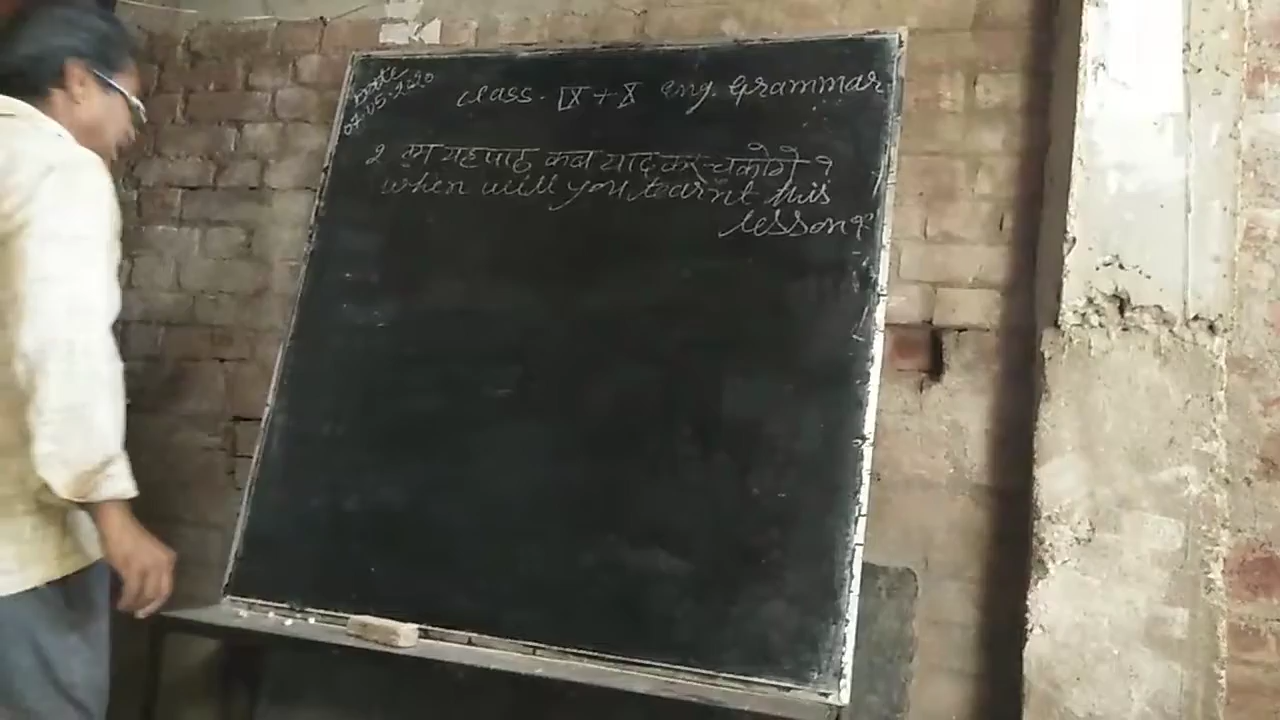 Date
07.05.2020
Class. IX + X Eng. Grammar
2 तुम यह पाठ कब याद कर चुकोगे ?
when will you learnt this
lesson?